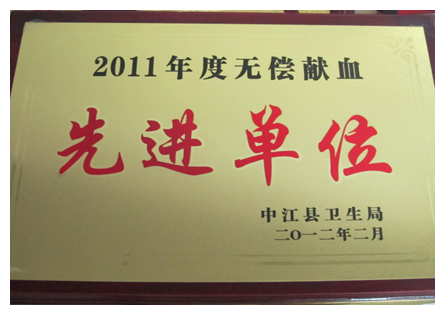 2011年度无偿献血
先进单位
中江县卫生局
二〇一二年二月